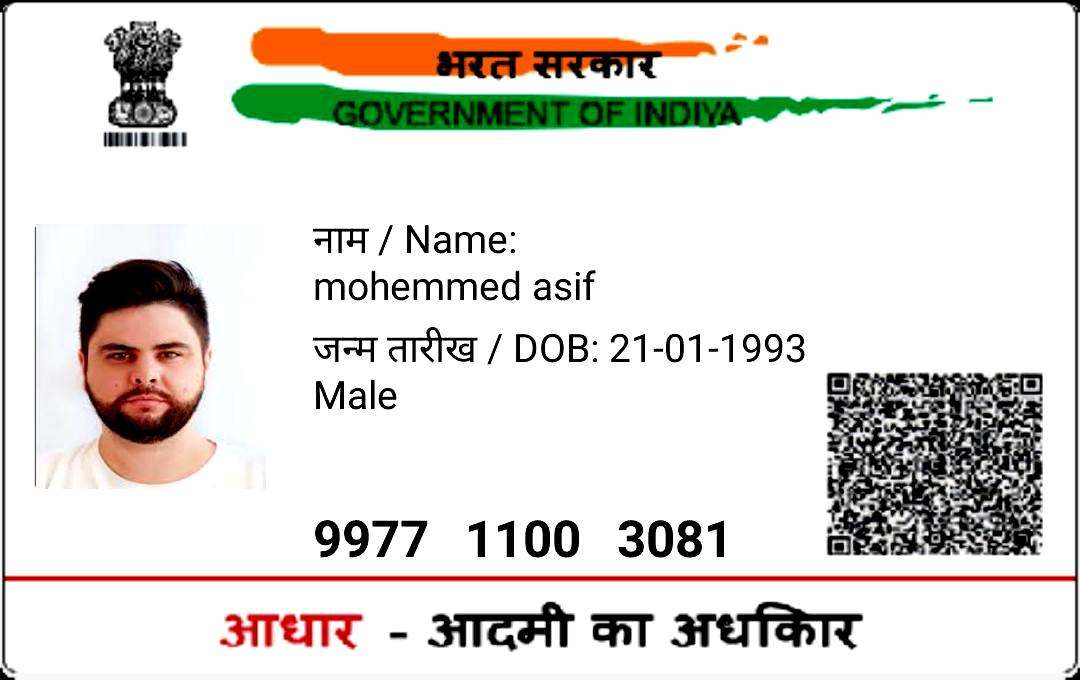 भरत सरकार
GOVERNMENT OF INDIYA
नाम / Name:
mohemmed asif
जन्म तारीख / DOB: 21-01-1993
Male
9977 1100 3081
आधार - आदमी का अधकिार